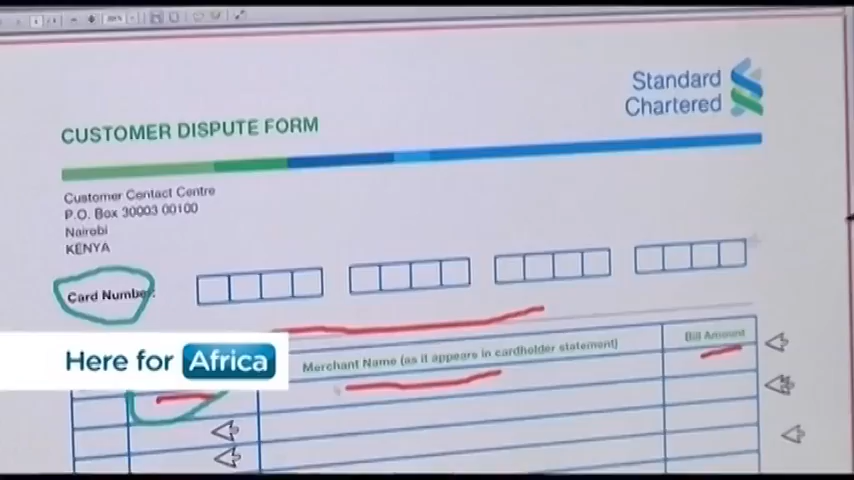 Standard
Chartered
CUSTOMER DISPUTE FORM
Customer Contact Centre
P.O. Box 30003 00100
Nairobi
KENYA
Card Number:
Here for Africa
Merchant Name (as it appears in cardholder statement)
Bill Amount